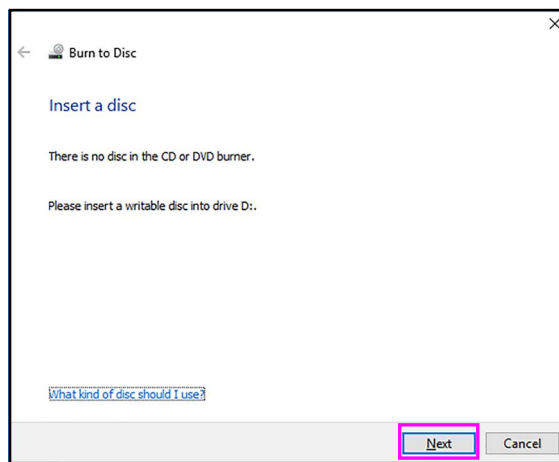 Burn to Disc
Insert a disc
There is no disc in the CD or DVD burner.
Please insert a writable disc into drive D:.
What kind of disc should I use?
Next Cancel